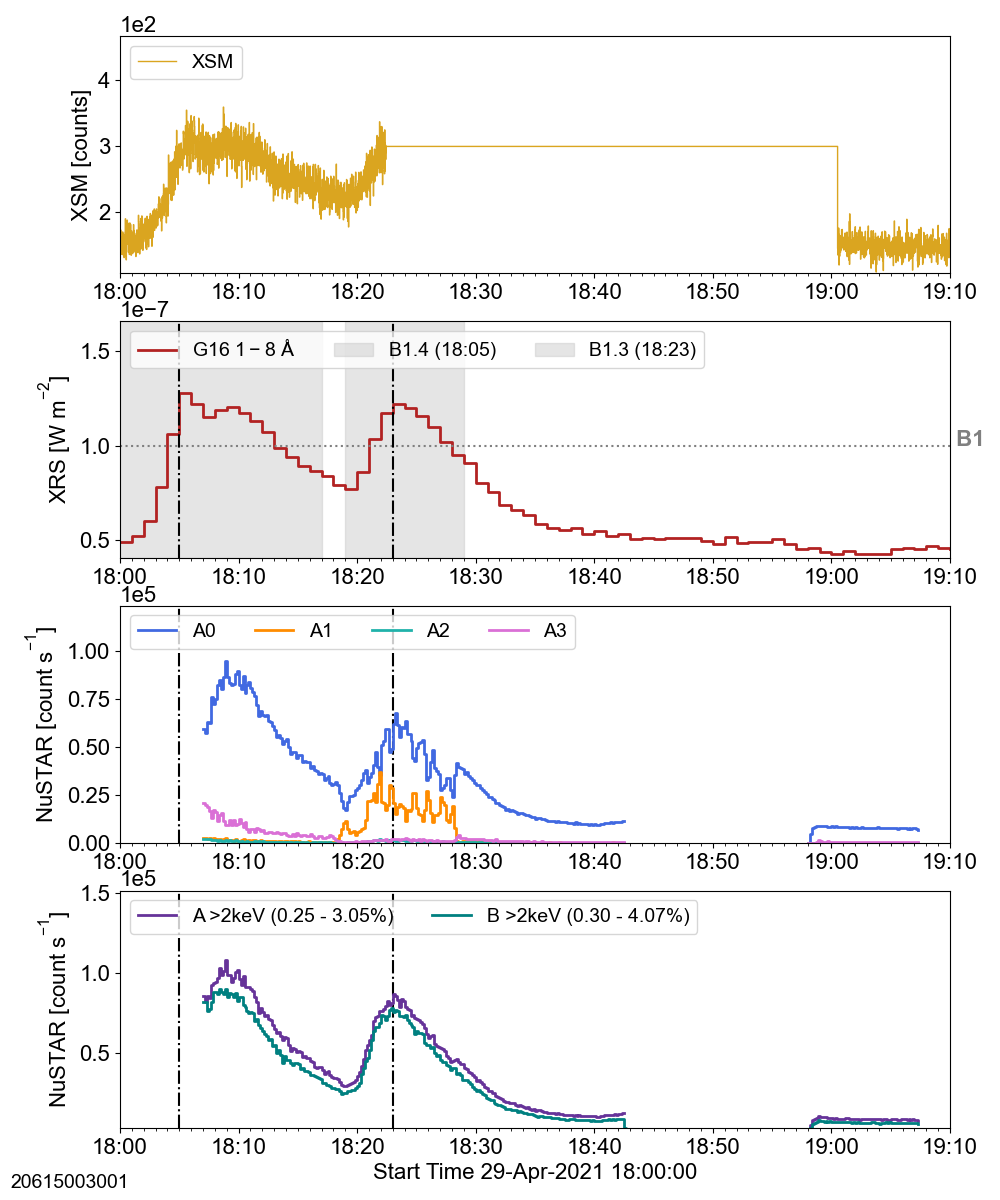 1e2
XSM
XSM [counts]
4
3
2
18:00 18:10 18:20 18:30 18:40 18:50 19:00 19:10
1e−7
G16 1 − 8 Å B1.4 (18:05) B1.3 (18:23)
XRS [W m−2]
1.5
1.0
0.5
B1
18:00 18:10 18:20 18:30 18:40 18:50 19:00 19:10
1e5
A0 A1 A2 A3
NuSTAR [count s−1]
1.00
0.75
0.50
0.25
0.00
18:00 18:10 18:20 18:30 18:40 18:50 19:00 19:10
1e5
A >2keV (0.25 - 3.05%) B >2keV (0.30 - 4.07%)
NuSTAR [count s−1]
1.5
1.0
0.5
18:00 18:10 18:20 18:30 18:40 18:50 19:00 19:10
Start Time 29-Apr-2021 18:00:00
20615003001